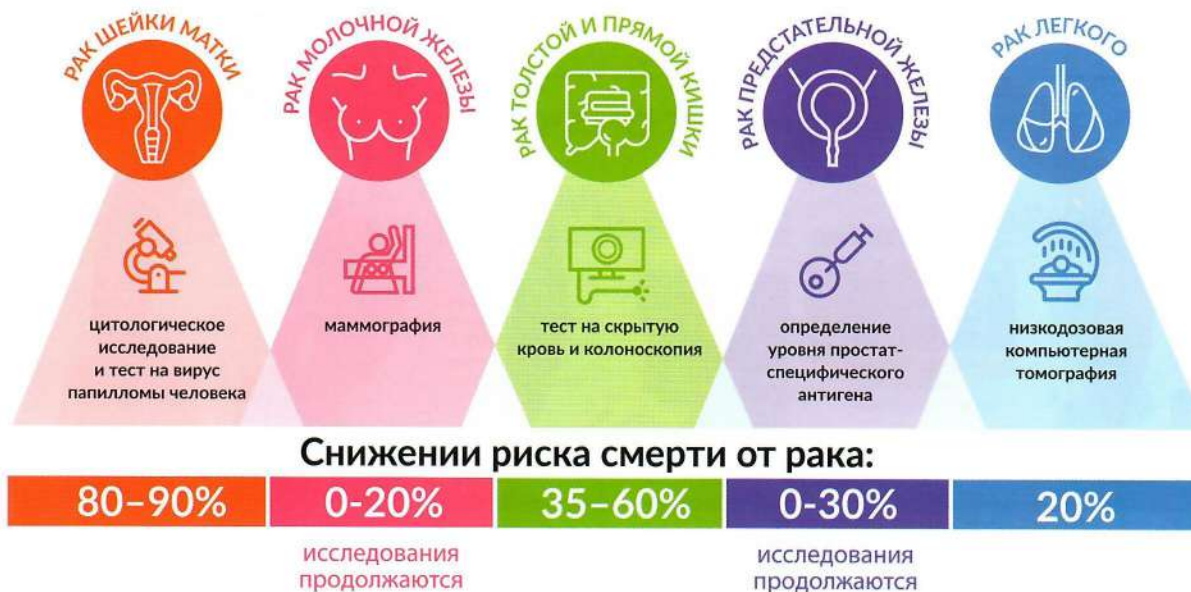 РАК ШЕЙКИ МАТКИ
РАК МОЛОЧНОЙ ЖЕЛЕЗЫ
РАК ТОЛСТОЙ И ПРЯМОЙ КИШКИ
РАК ПРЕДСТАТЕЛЬНОЙ ЖЕЛЕЗЫ
РАК ЛЕГКОГО
цитологическое
исследование
и тест на вирус
папилломы человека
маммография
тест на скрытую
кровь и колоноскопия
определение
уровня простат-
специфического
антигена
низкодозовая
компьютерная
томография
Снижении риска смерти от рака:
80–90%
0-20%
35–60%
0-30%
20%
исследования
продолжаются
исследования
продолжаются